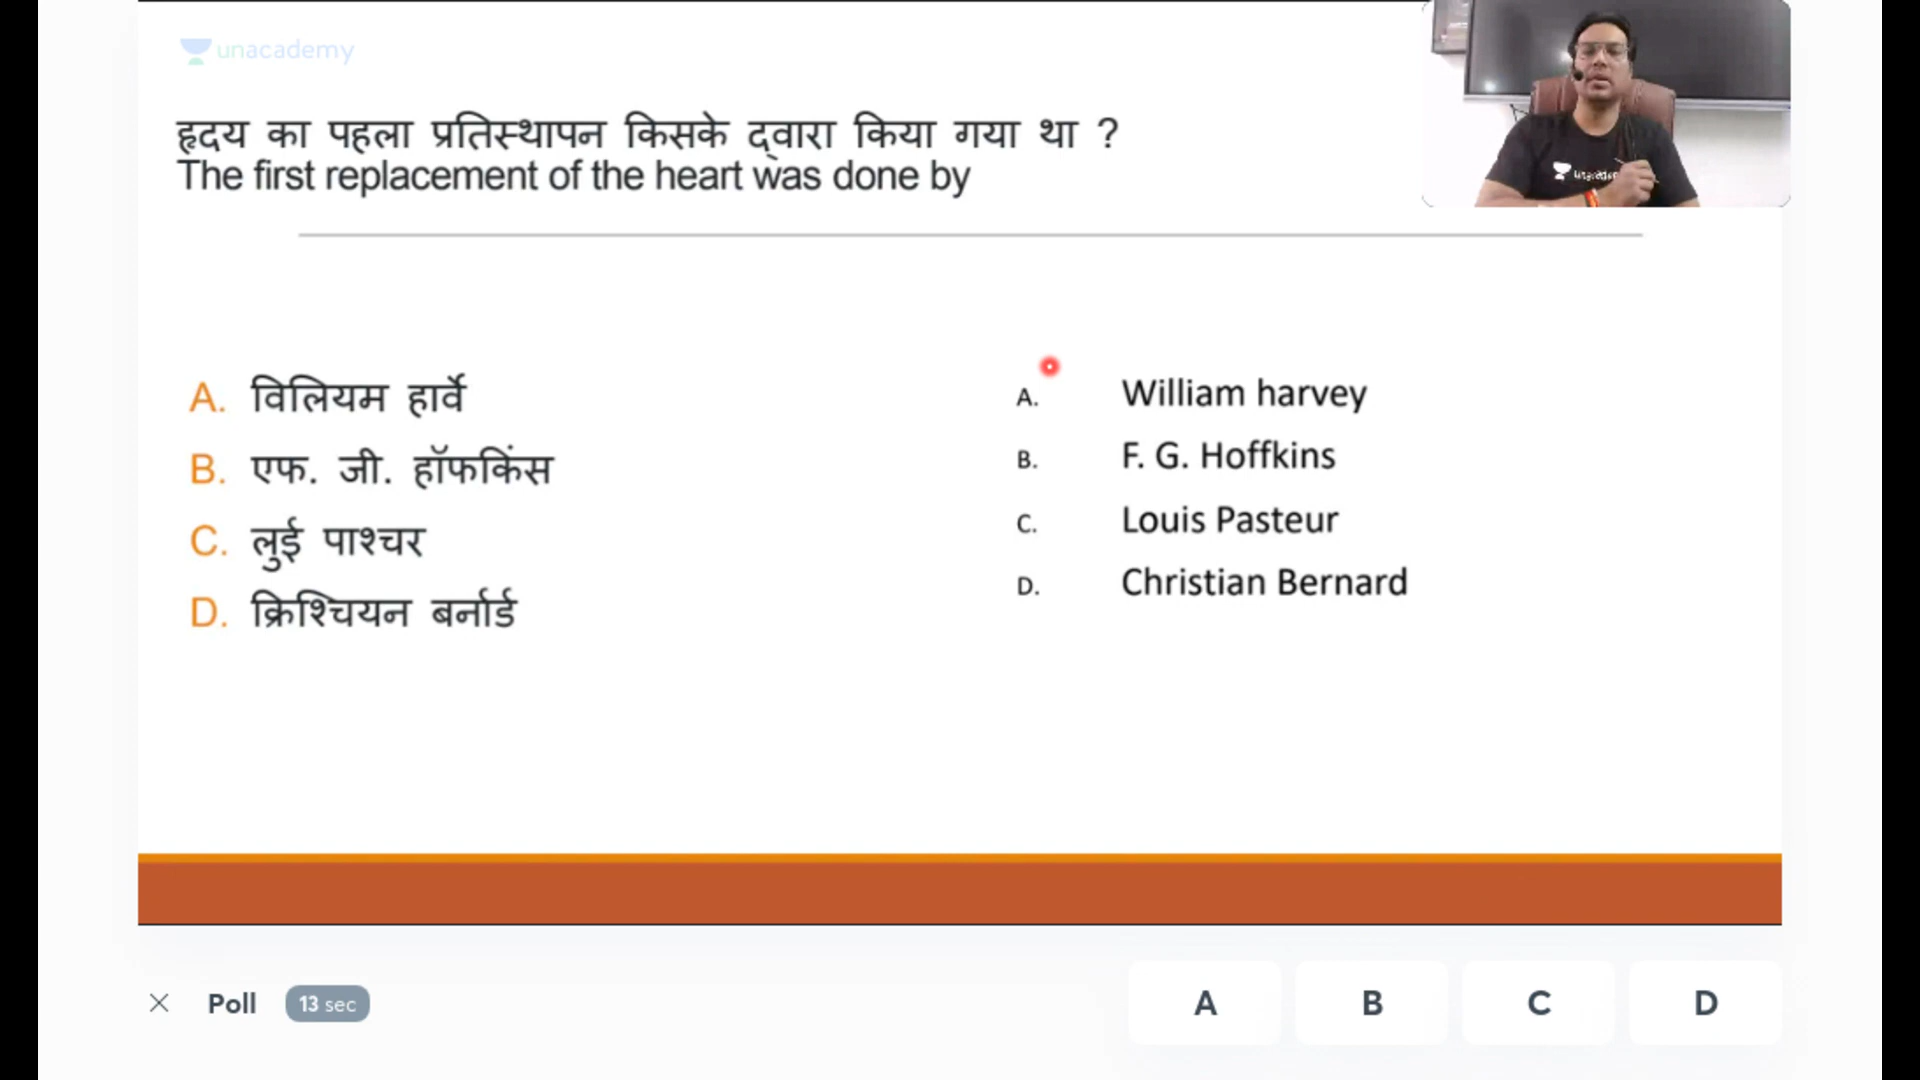 unacademy
हृदय का पहला प्रतिस्थापन किसके द्वारा किया गया था ?
The first replacement of the heart was done by
A. विलियम हार्वे
B. एफ. जी. हॉफकिंस
C. लुई पाश्चर
D. क्रिश्चियन बर्नार्ड
A. William harvey
B. F. G. Hoffkins
C. Louis Pasteur
D. Christian Bernard
Poll 13 sec
A B C D